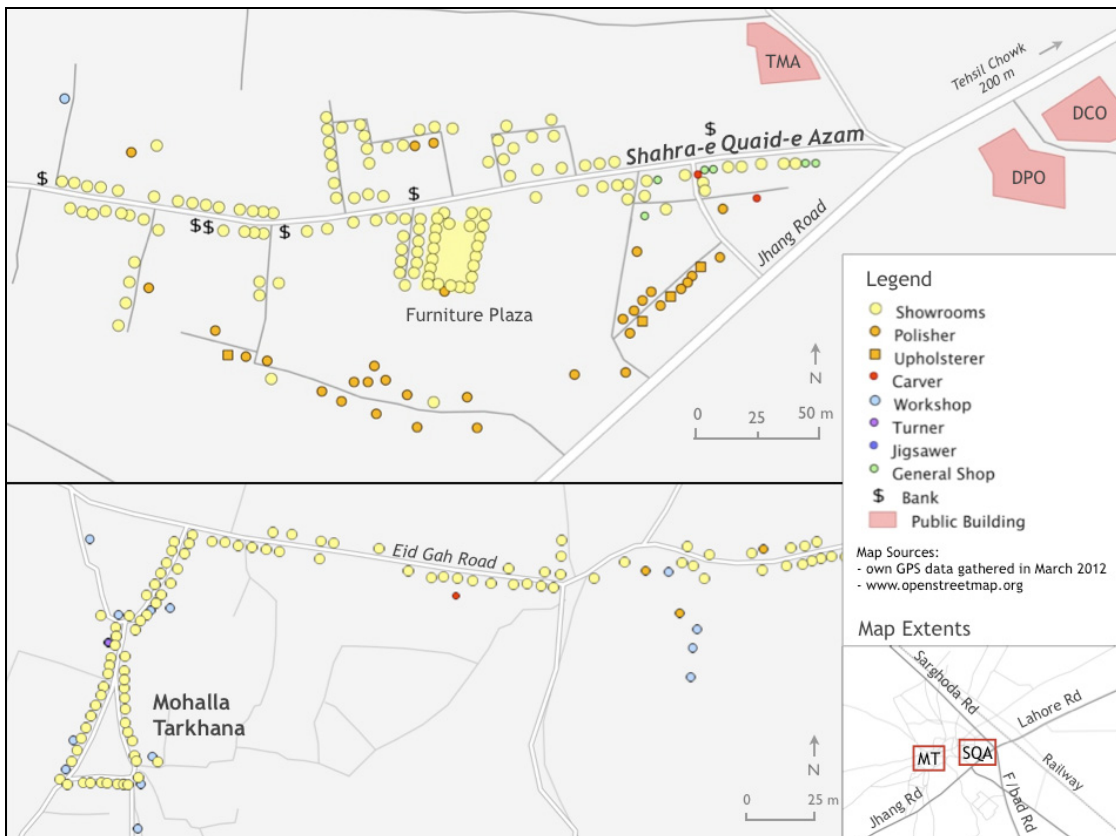 TMA
Tehsil Chowk
200 m
DCO
DPO
$
Shahra-e Quaid-e Azam
$
$
$$
$
Jhang Road
Furniture Plaza
N
0 25 50 m
Legend
Showrooms
Polisher
Upholsterer
Carver
Workshop
Turner
Jigsawer
General Shop
$ Bank
Public Building
Map Sources:
- own GPS data gathered in March 2012
- www.openstreetmap.org
Map Extents
Sarghoda Rd
Lahore Rd
MT
SQA
Railway
Jhang Rd
F/bad Rd
Eid Gah Road
Mohalla
Tarkhana
N
0 25 m